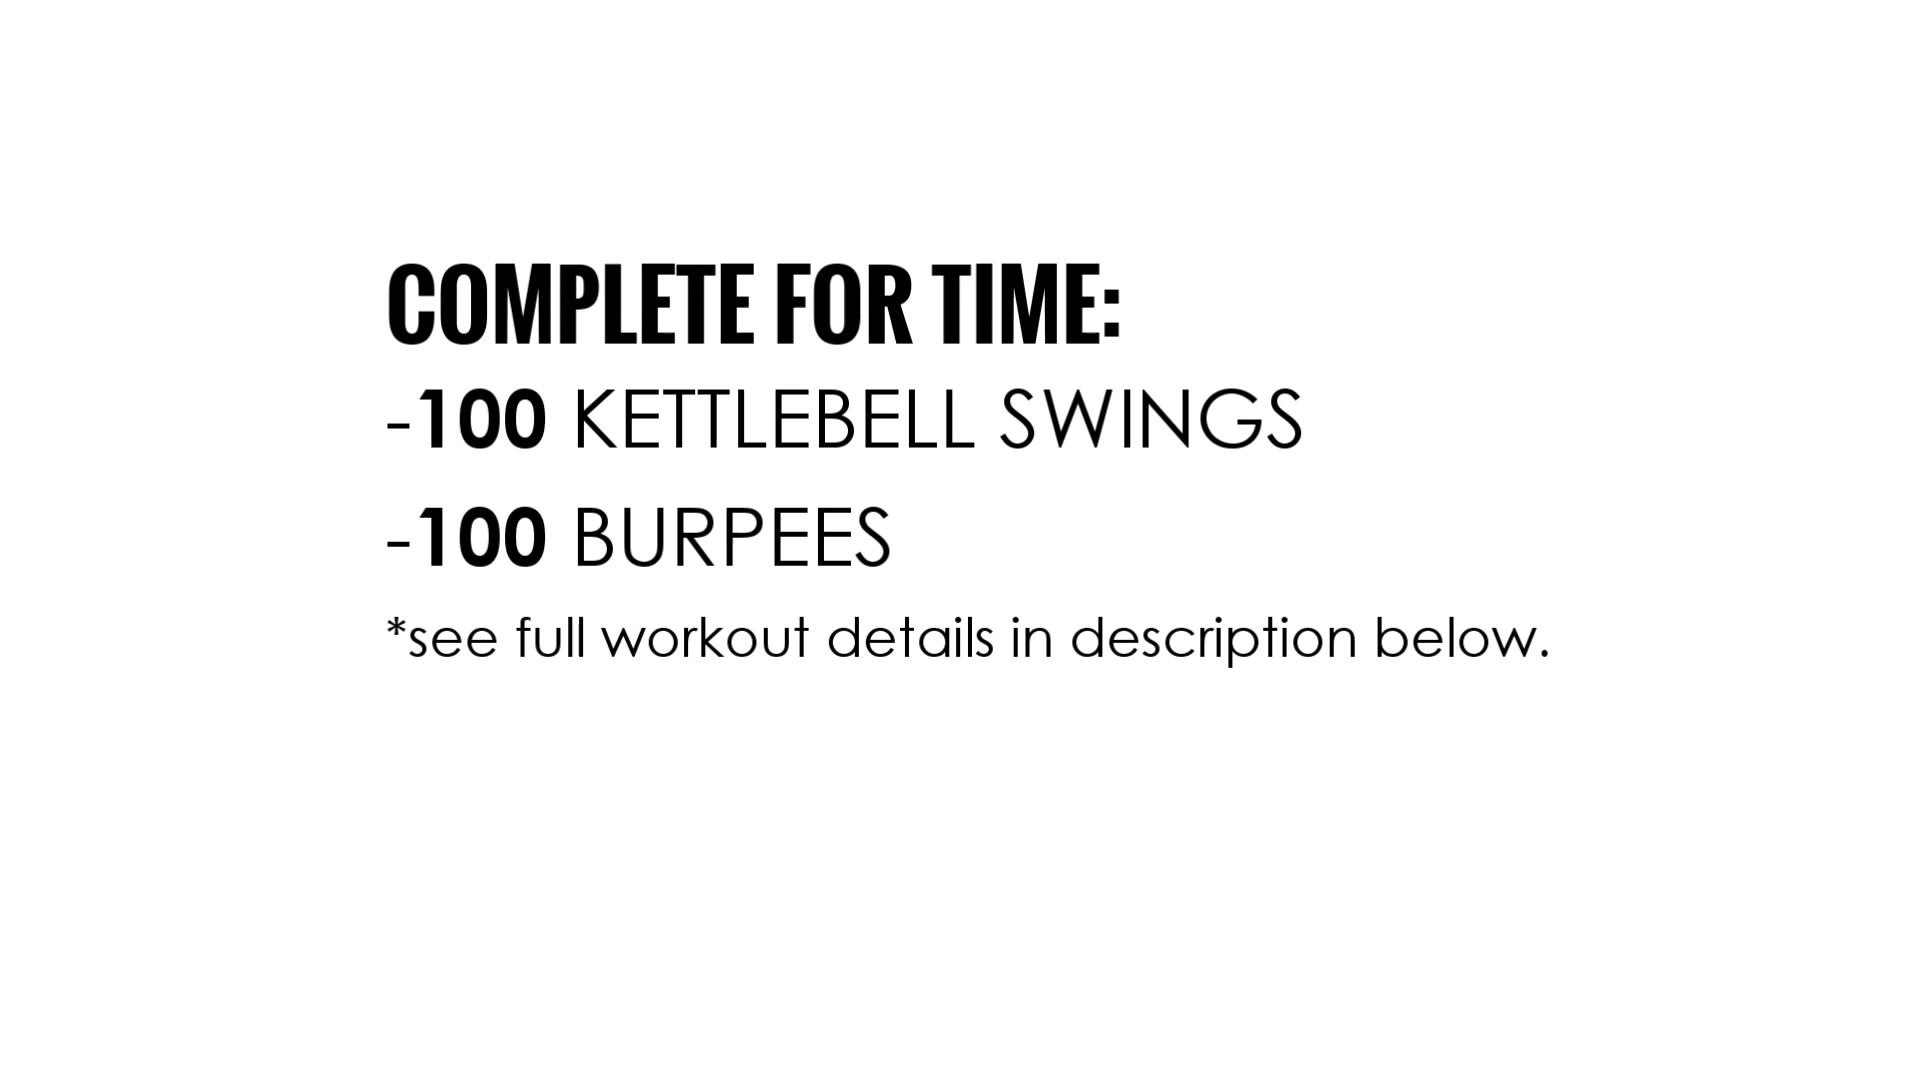 COMPLETE FOR TIME:
-100 KETTLEBELL SWINGS
-100 BURPEES
*see full workout details in description below.